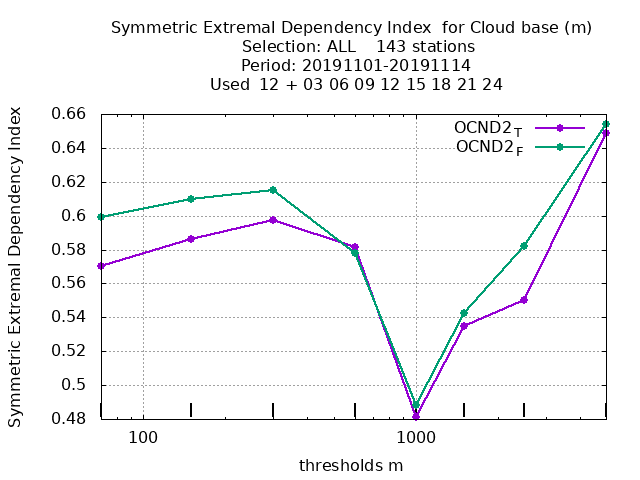 Symmetric Extremal Dependency Index  for Cloud base (m)
Selection: ALL    143 stations
Period: 20191101-20191114
Used  12 + 03 06 09 12 15 18 21 24
Symmetric Extremal Dependency Index
0.66
0.64
0.62
0.6
0.58
0.56
0.54
0.52
0.5
0.48
OCND2T
OCND2F
100
1000
thresholds m